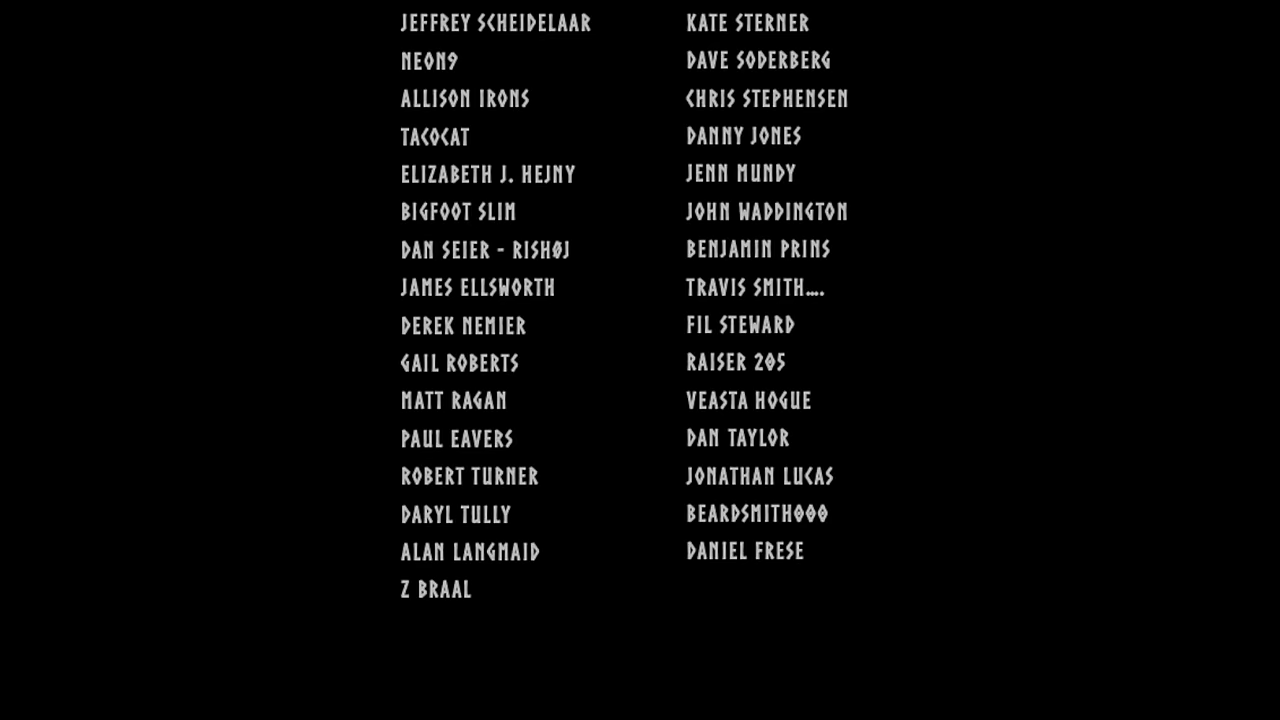 JEFFREY SCHEIDELAAR
NEON9
ALLISON IRONS
TACOCAT
ELIZABETH J. HEJNY
BIGFOOT SLIM
DAN SEIER - RISHØJ
JAMES ELLSWORTH
DEREK NEMIER
GAIL ROBERTS
MATT RAGAN
PAUL EAVERS
ROBERT TURNER
DARYL TULLY
ALAN LANGMAID
Z BRAAL
KATE STERNER
DAVE SODERBERG
CHRIS STEPHENSEN
DANNY JONES
JENN MUNDY
JOHN WADDINGTON
BENJAMIN PRINS
TRAVIS SMITH....
FIL STEWARD
RAISER 205
VEASTA HOGUE
DAN TAYLOR
JONATHAN LUCAS
BEARDSMITH000
DANIEL FRESE